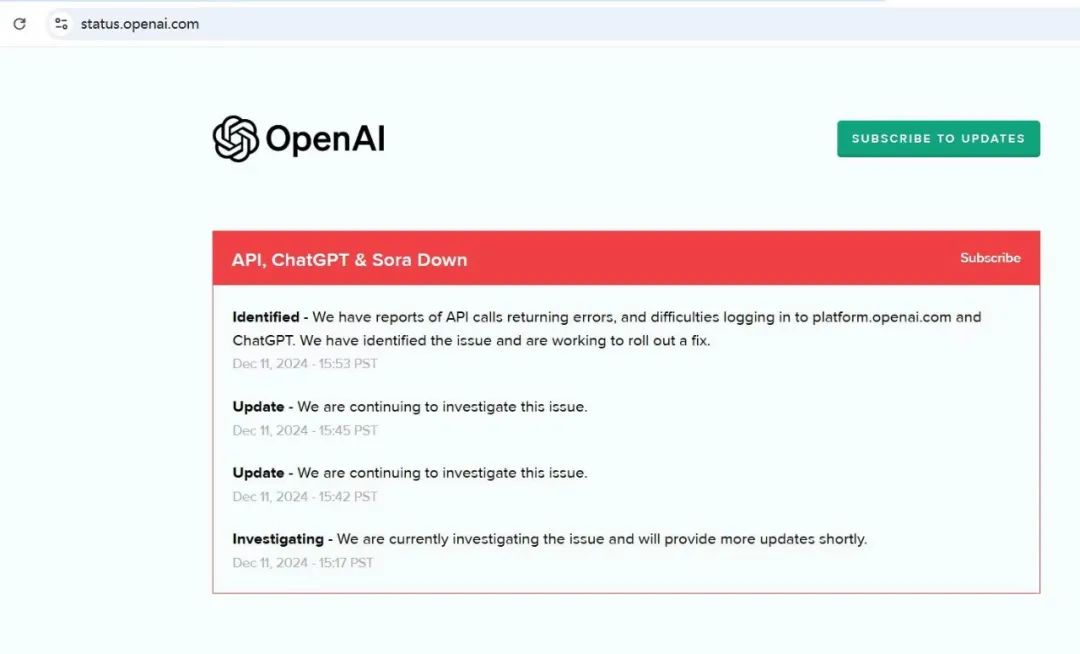 status.openai.com
OpenAI
SUBSCRIBE TO UPDATES
API, ChatGPT & Sora Down
Subscribe
Identified - We have reports of API calls returning errors, and difficulties logging in to platform.openai.com and
ChatGPT. We have identified the issue and are working to roll out a fix.
Dec 11, 2024 - 15:53 PST
Update - We are continuing to investigate this issue.
Dec 11, 2024 - 15:45 PST
Update - We are continuing to investigate this issue.
Dec 11, 2024 - 15:42 PST
Investigating - We are currently investigating the issue and will provide more updates shortly.
Dec 11, 2024 - 15:17 PST